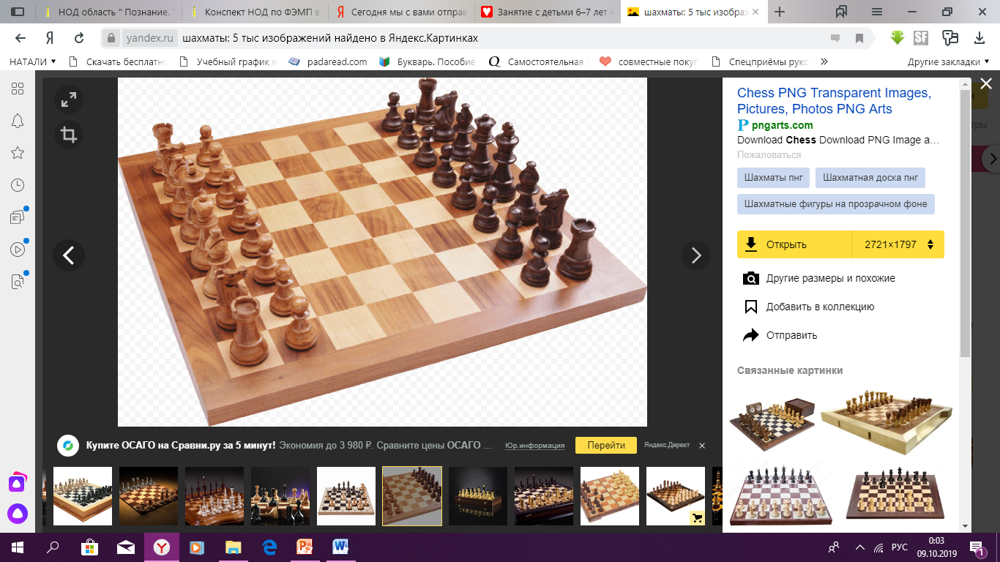 НОД область " Познание.
Конспект НОД по ФЭМП в
Сегодня мы с вами отправ
Занятие с детьми 6–7 лет
шахматы: 5 тыс изображ
yandex.ru
шахматы: 5 тыс изображений найдено в Яндекс.Картинках
НАТАЛИ
Скачать бесплатно
Учебный график н
padaread.com
Букварь. Пособие
Самостоятельная
совместные покуп
Спецприёмы рук
Другие закладки
Chess PNG Transparent Images,
Pictures, Photos PNG Arts
pngarts.com
Download Chess Download PNG Image a…
Пожаловаться
Шахматы пнг
Шахматная доска пнг
Шахматные фигуры на прозрачном фоне
Открыть
2721×1797
Другие размеры и похожие
Добавить в коллекцию
Отправить
Связанные картинки
Купите ОСАГО на Сравни.ру за 5 минут! Экономия до 3 980 ₽. Сравните цены ОСАГО …
Юр.информация
Перейти
Яндекс.Директ
РУС
0:03
09.10.2019
1